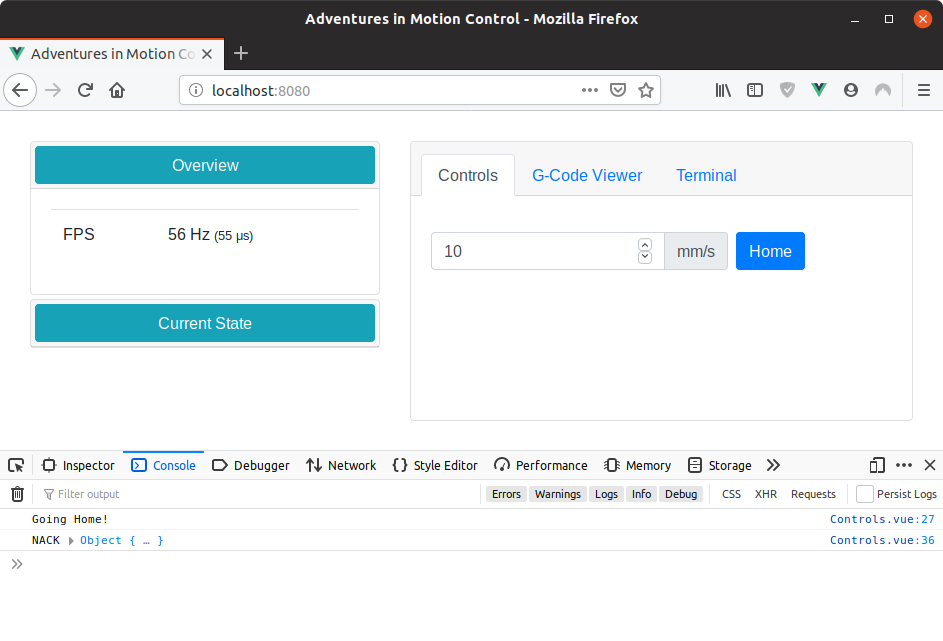 Adventures in Motion Control - Mozilla Firefox
Adventures in Motion Co
localhost:8080
Overview
FPS 56 Hz (55 µs)
Current State
Controls G-Code Viewer Terminal
10 mm/s Home
Inspector Console Debugger Network Style Editor Performance Memory Storage
Filter output Errors Warnings Logs Info Debug CSS XHR Requests Persist Logs
Going Home! Controls.vue:27
NACK Object { … } Controls.vue:36